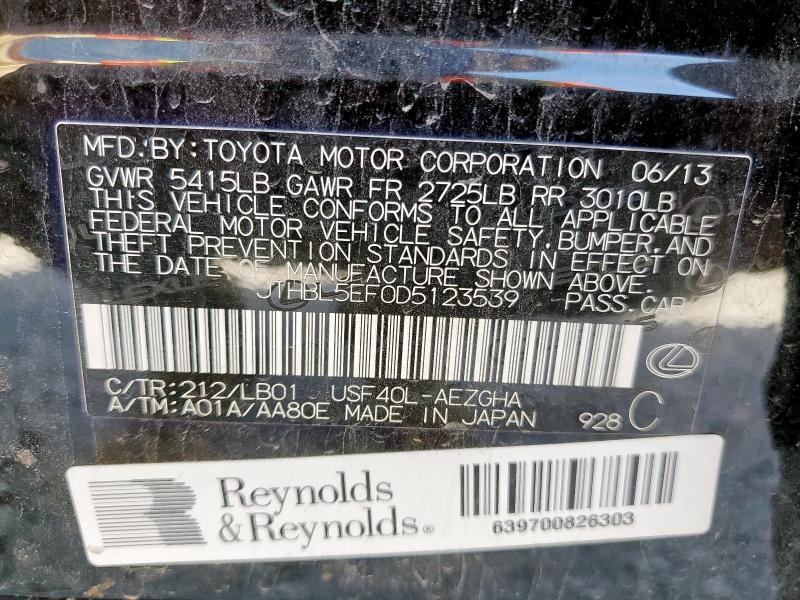 MFD.BY:TOYOTA MOTOR CORPORATION 06/13
GVWR 5415LB GAWR FR 2725LB RR 3010LB
THIS VEHICLE CONFORMS TO ALL APPLICABLE
FEDERAL MOTOR VEHICLE SAFETY,BUMPER,AND
THEFT PREVENTION STANDARDS IN EFFECT ON
THE DATE OF MANUFACTURE SHOWN ABOVE.
JTHBL5EF0D5123539 PASS.CAR
C/TR:212/LB01 USF40L-AEZGHA
A/TM:A01A/AA80E MADE IN JAPAN 928 C
Reynolds
& Reynolds®
639700826303